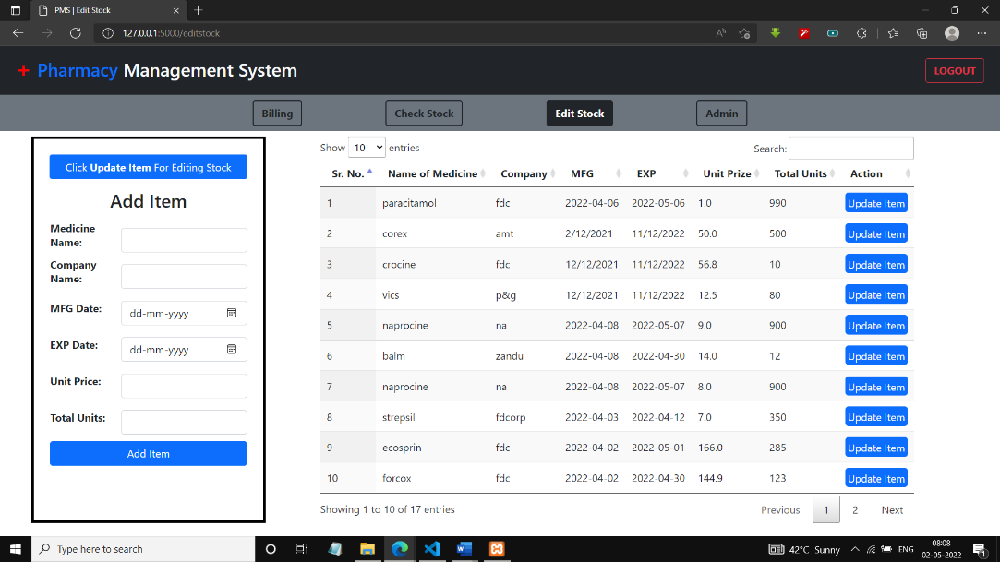 PMS | Edit Stock
127.0.0.1:5000/editstock
+ Pharmacy Management System
LOGOUT
Billing
Check Stock
Edit Stock
Admin
Click Update Item For Editing Stock
Add Item
Medicine
Name:
Company
Name:
MFG Date:
dd-mm-yyyy
EXP Date:
dd-mm-yyyy
Unit Price:
Total Units:
Add Item
Show 10 entries
Search:
Sr. No. Name of Medicine Company MFG EXP Unit Prize Total Units Action
1 paracitamol fdc 2022-04-06 2022-05-06 1.0 990 Update Item
2 corex amt 2/12/2021 11/12/2022 50.0 500 Update Item
3 crocine fdc 12/12/2021 11/12/2022 56.8 10 Update Item
4 vics p&g 12/12/2021 11/12/2022 12.5 80 Update Item
5 naprocine na 2022-04-08 2022-05-07 9.0 900 Update Item
6 balm zandu 2022-04-08 2022-04-30 14.0 12 Update Item
7 naprocine na 2022-04-08 2022-05-07 8.0 900 Update Item
8 strepsil fdcorp 2022-04-03 2022-04-12 7.0 350 Update Item
9 ecosprin fdc 2022-04-02 2022-05-01 166.0 285 Update Item
10 forcox fdc 2022-04-02 2022-04-30 144.9 123 Update Item
Showing 1 to 10 of 17 entries
Previous 1 2 Next
Type here to search
42°C Sunny
ENG
08:08
02-05-2022
1